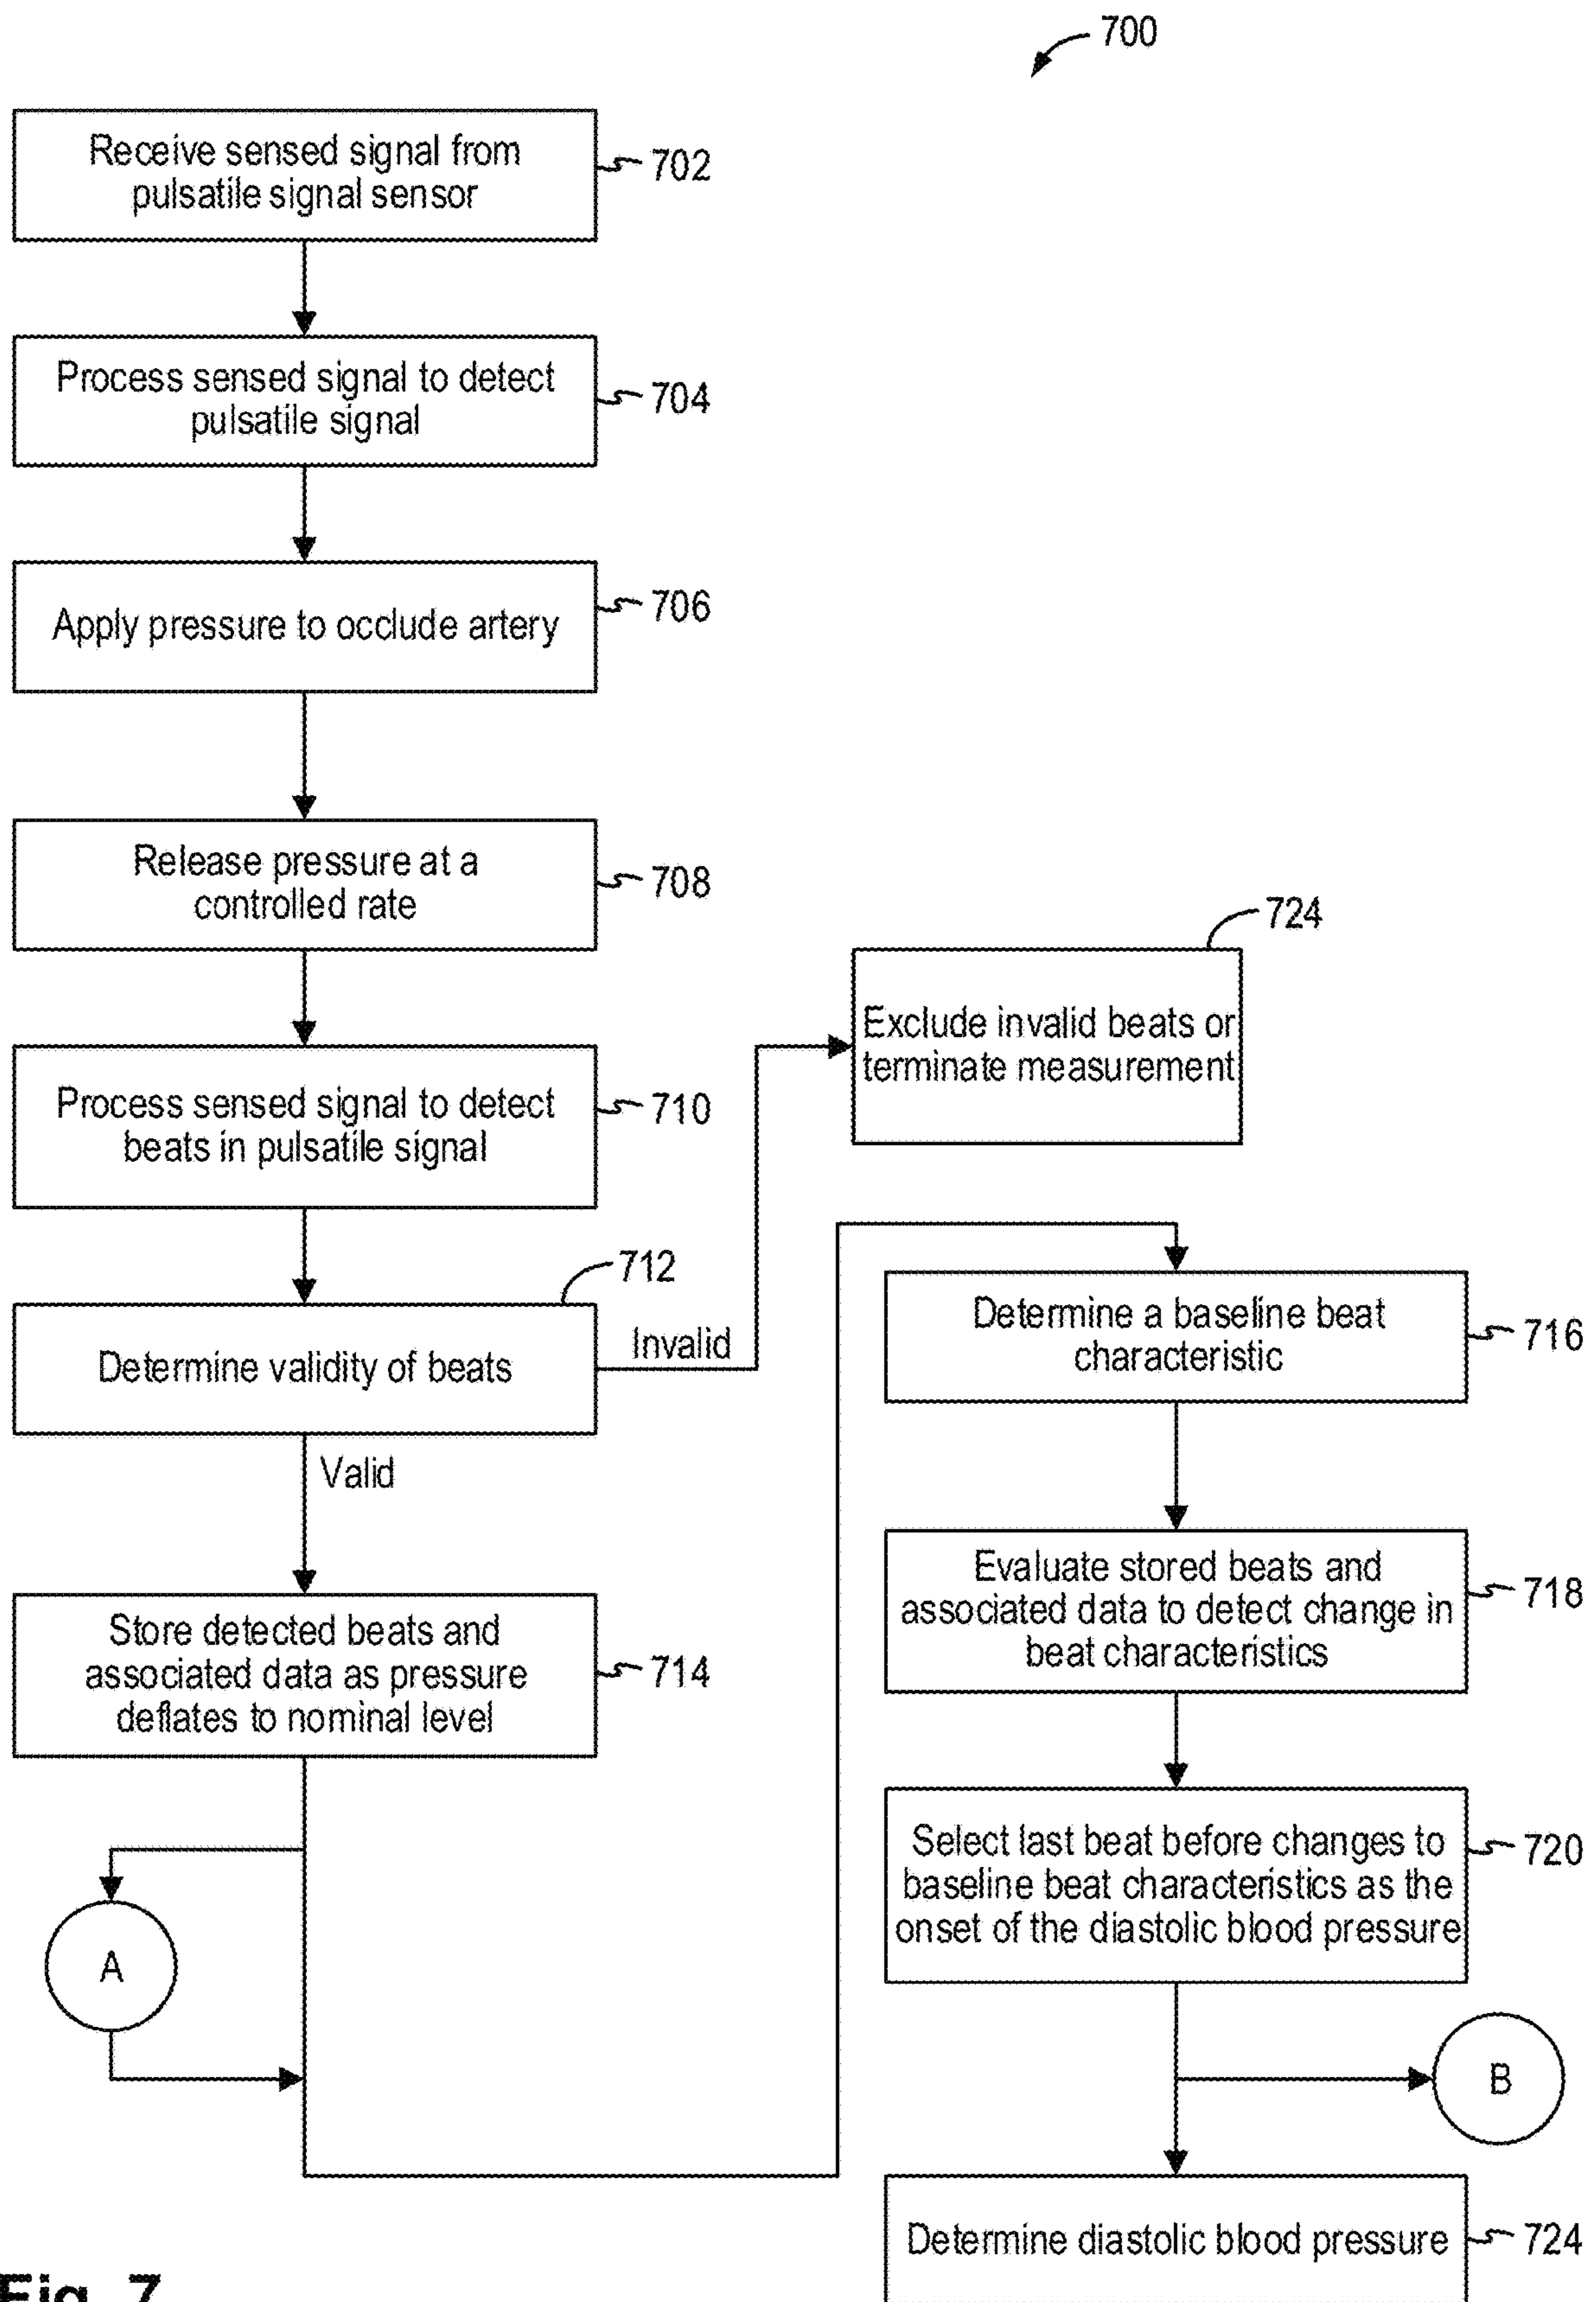 700
Receive sensed signal from
pulsatile signal sensor
702
Process sensed signal to detect
pulsatile signal
704
Apply pressure to occlude artery
706
Release pressure at a
controlled rate
708
724
Exclude invalid beats or
terminate measurement
Process sensed signal to detect
beats in pulsatile signal
710
712
Determine validity of beats
Invalid
Valid
Store detected beats and
associated data as pressure
deflates to nominal level
714
A
Determine a baseline beat
characteristic
716
Evaluate stored beats and
associated data to detect change in
beat characteristics
718
Select last beat before changes to
baseline beat characteristics as the
onset of the diastolic blood pressure
720
B
Determine diastolic blood pressure
724
Fig. 7